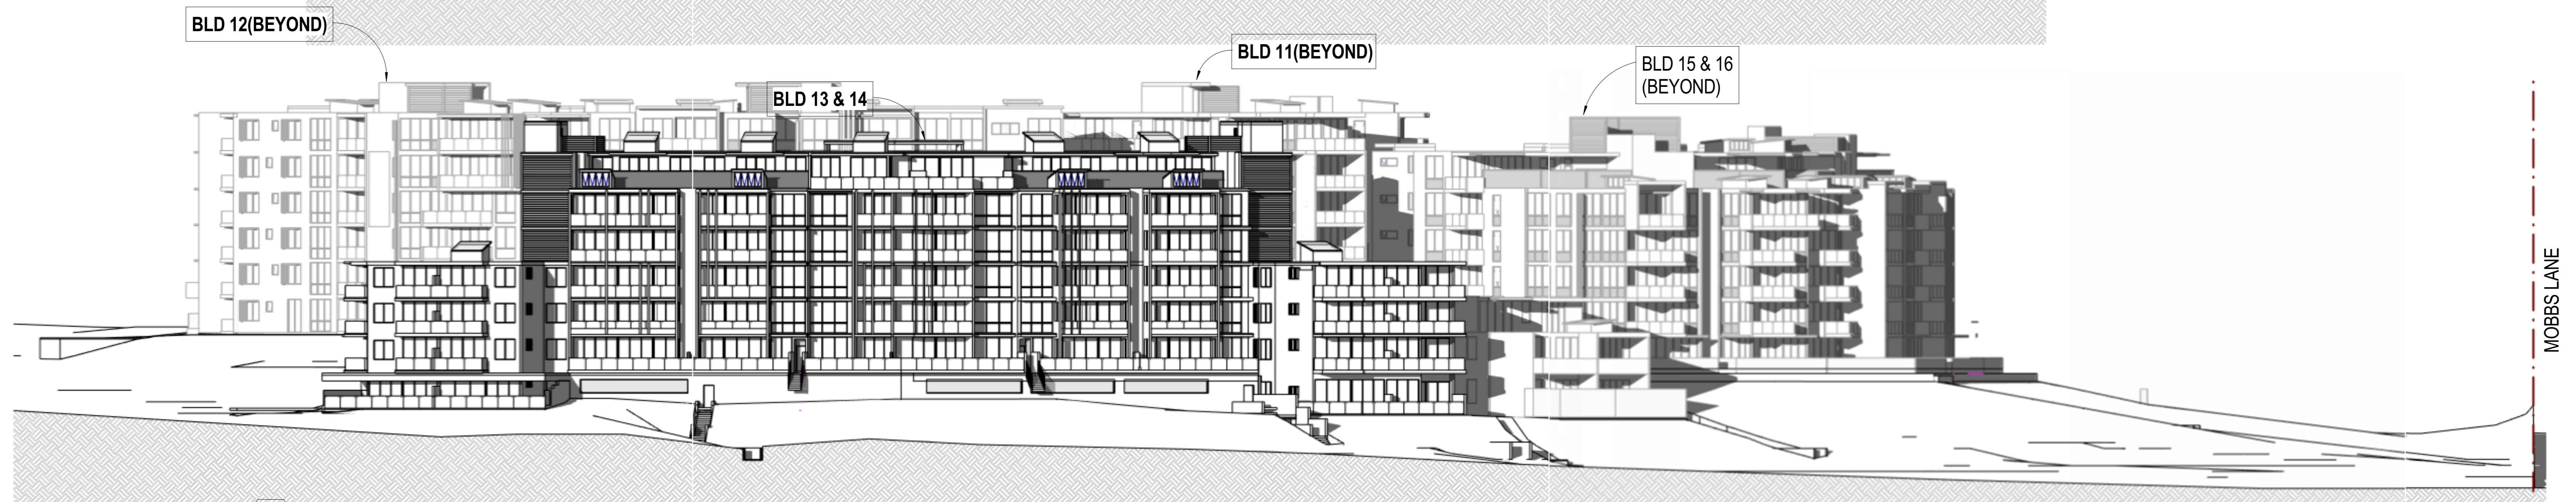 BLD 12(BEYOND)
BLD 11(BEYOND)
BLD 15 & 16
(BEYOND)
BLD 13 & 14
MOBBS LANE